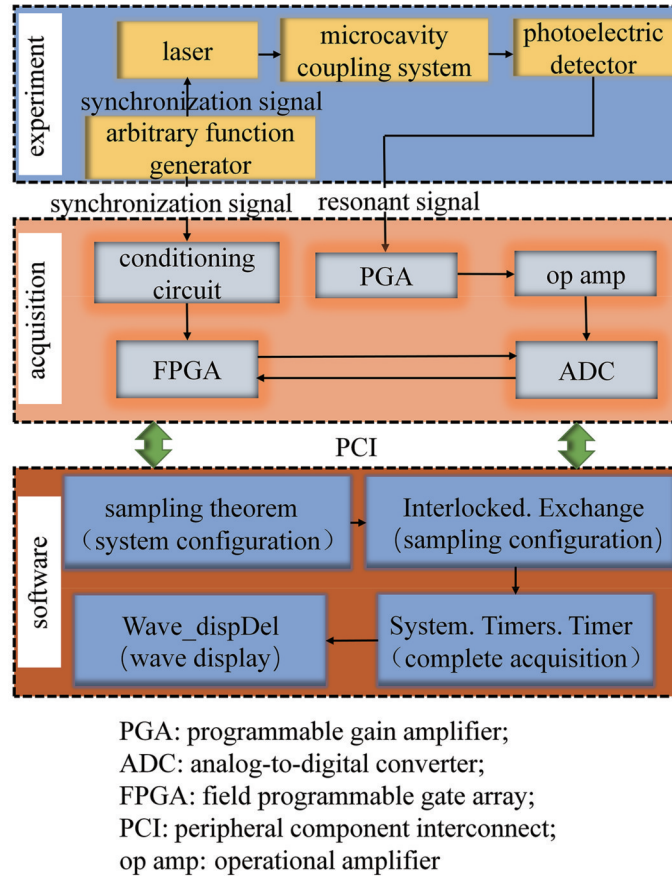 experiment
laser
microcavity
coupling system
photoelectric
detector
synchronization signal
arbitrary function
generator
synchronization signal
resonant signal
acquisition
conditioning
circuit
PGA
op amp
FPGA
ADC
PCI
software
sampling theorem
（system configuration）
Interlocked. Exchange
(sampling configuration)
Wave_dispDel
(wave display)
System. Timers. Timer
（complete acquisition）
PGA: programmable gain amplifier;
ADC: analog-to-digital converter;
FPGA: field programmable gate array;
PCI: peripheral component interconnect;
op amp: operational amplifier